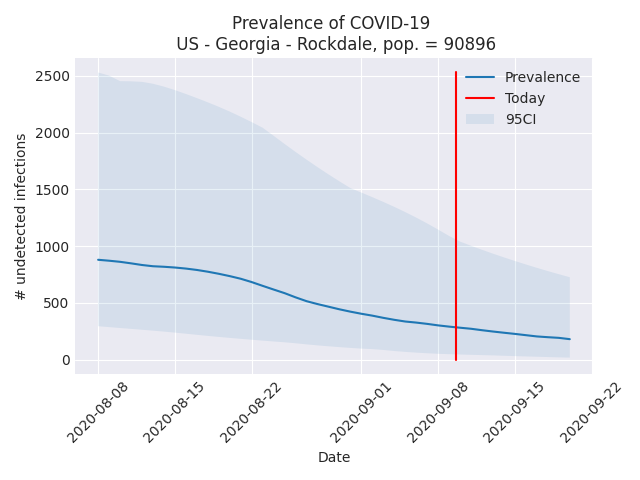 Prevalence of COVID-19
US - Georgia - Rockdale, pop. = 90896
# undetected infections
2500
2000
1500
1000
500
0
Prevalence
Today
95CI
2020-08-08
2020-08-15
2020-08-22
2020-09-01
2020-09-08
2020-09-15
2020-09-22
Date